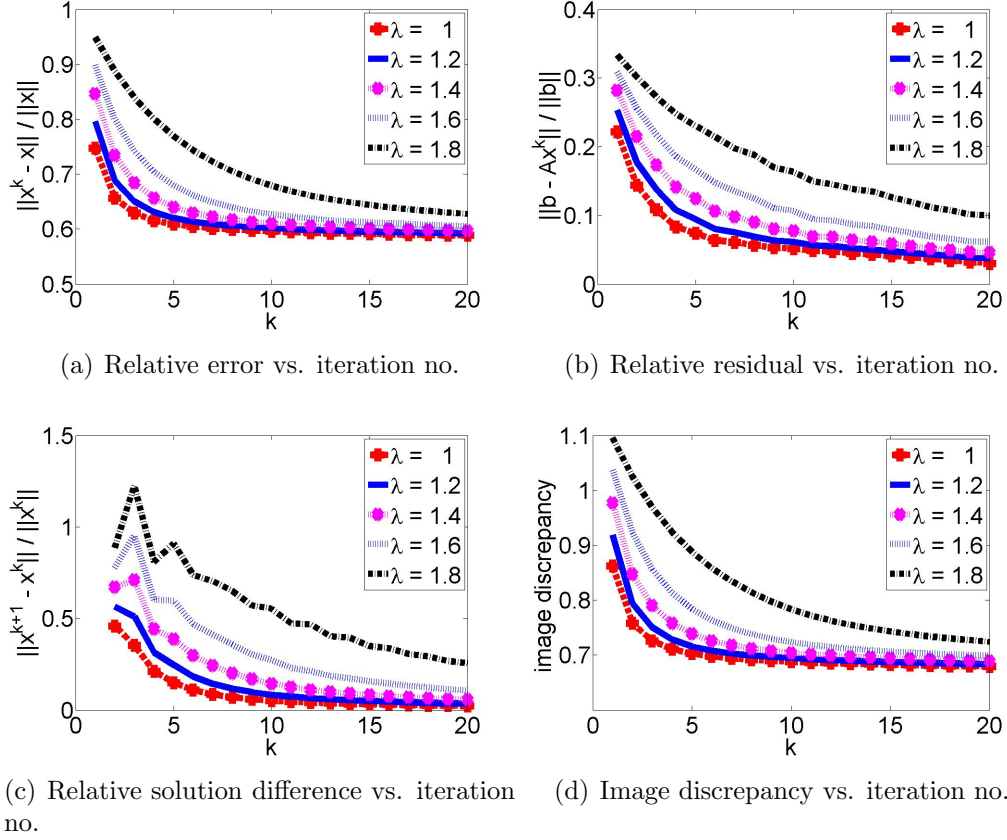 1
0.9
0.8
0.7
0.6
0.5
0 5 10 15 20
k
||x^k - x|| / ||x||
λ = 1
λ = 1.2
λ = 1.4
λ = 1.6
λ = 1.8
(a) Relative error vs. iteration no.
0.4
0.3
0.2
0.1
0
0 5 10 15 20
k
||b - Ax^k|| / ||b||
λ = 1
λ = 1.2
λ = 1.4
λ = 1.6
λ = 1.8
(b) Relative residual vs. iteration no.
1.5
1
0.5
0
0 5 10 15 20
k
||x^{k+1} - x^k|| / ||x^k||
λ = 1
λ = 1.2
λ = 1.4
λ = 1.6
λ = 1.8
(c) Relative solution difference vs. iteration
no.
1.1
1
0.9
0.8
0.7
0 5 10 15 20
k
image discrepancy
λ = 1
λ = 1.2
λ = 1.4
λ = 1.6
λ = 1.8
(d) Image discrepancy vs. iteration no.